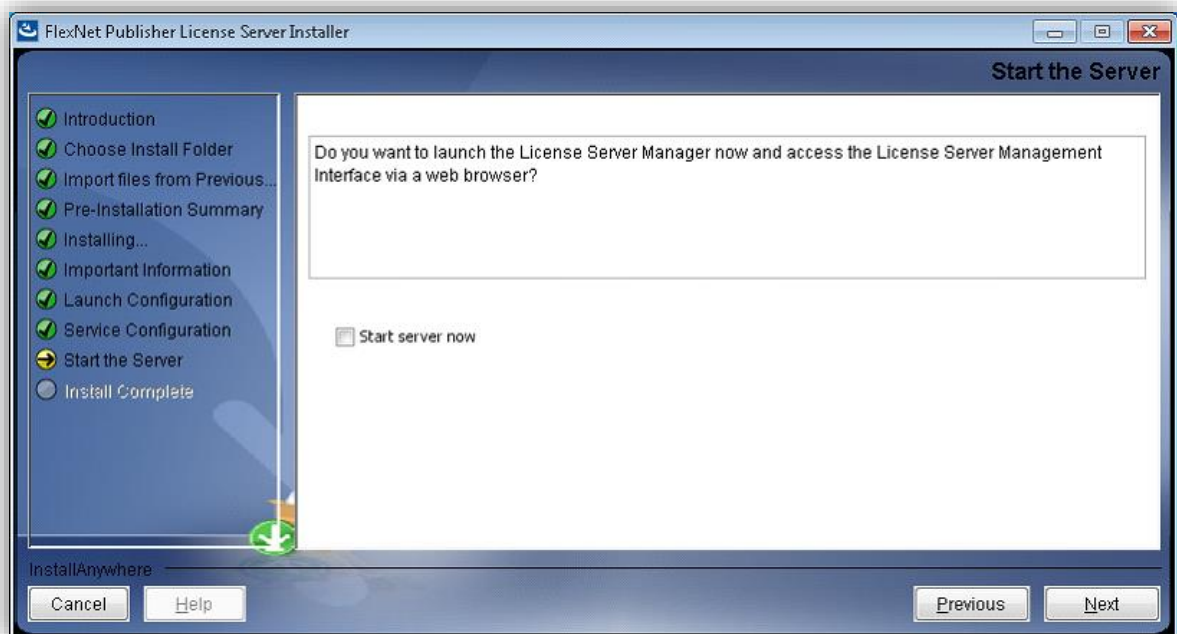 FlexNet Publisher License Server Installer
Start the Server
Introduction
Choose Install Folder
Import files from Previous...
Pre-Installation Summary
Installing...
Important Information
Launch Configuration
Service Configuration
Start the Server
Install Complete
Do you want to launch the License Server Manager now and access the License Server Management
Interface via a web browser?
Start server now
InstallAnywhere
Cancel
Help
Previous
Next